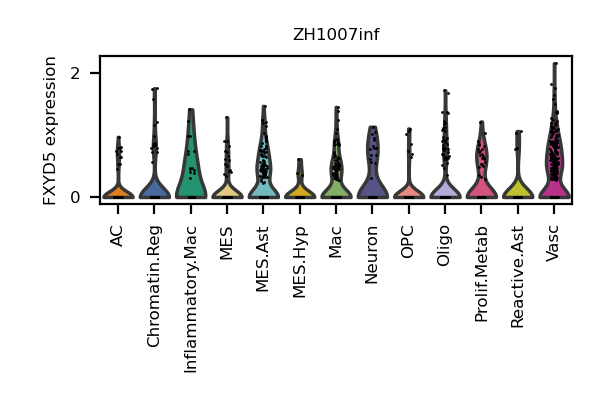 ZH1007inf
FXYD5 expression
2
0
AC
Chromatin.Reg
Inflammatory.Mac
MES
MES.Ast
MES.Hyp
Mac
Neuron
OPC
Oligo
Prolif.Metab
Reactive.Ast
Vasc